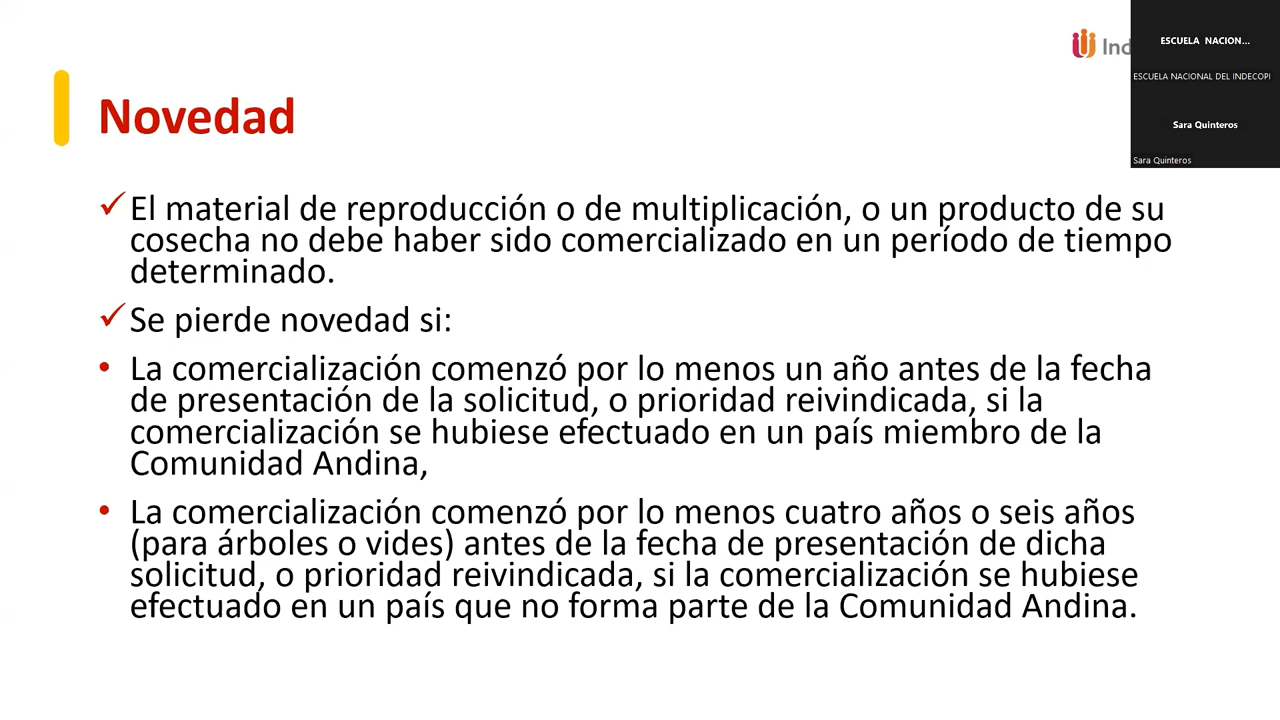 ESCUELA NACION...
ESCUELA NACIONAL DEL INDECOPI
Sara Quinteros
Sara Quinteros
Novedad
El material de reproducción o de multiplicación, o un producto de su
cosecha no debe haber sido comercializado en un período de tiempo
determinado.
Se pierde novedad si:
• La comercialización comenzó por lo menos un año antes de la fecha
de presentación de la solicitud, o prioridad reivindicada, si la
comercialización se hubiese efectuado en un país miembro de la
Comunidad Andina,
• La comercialización comenzó por lo menos cuatro años o seis años
(para árboles o vides) antes de la fecha de presentación de dicha
solicitud, o prioridad reivindicada, si la comercialización se hubiese
efectuado en un país que no forma parte de la Comunidad Andina.